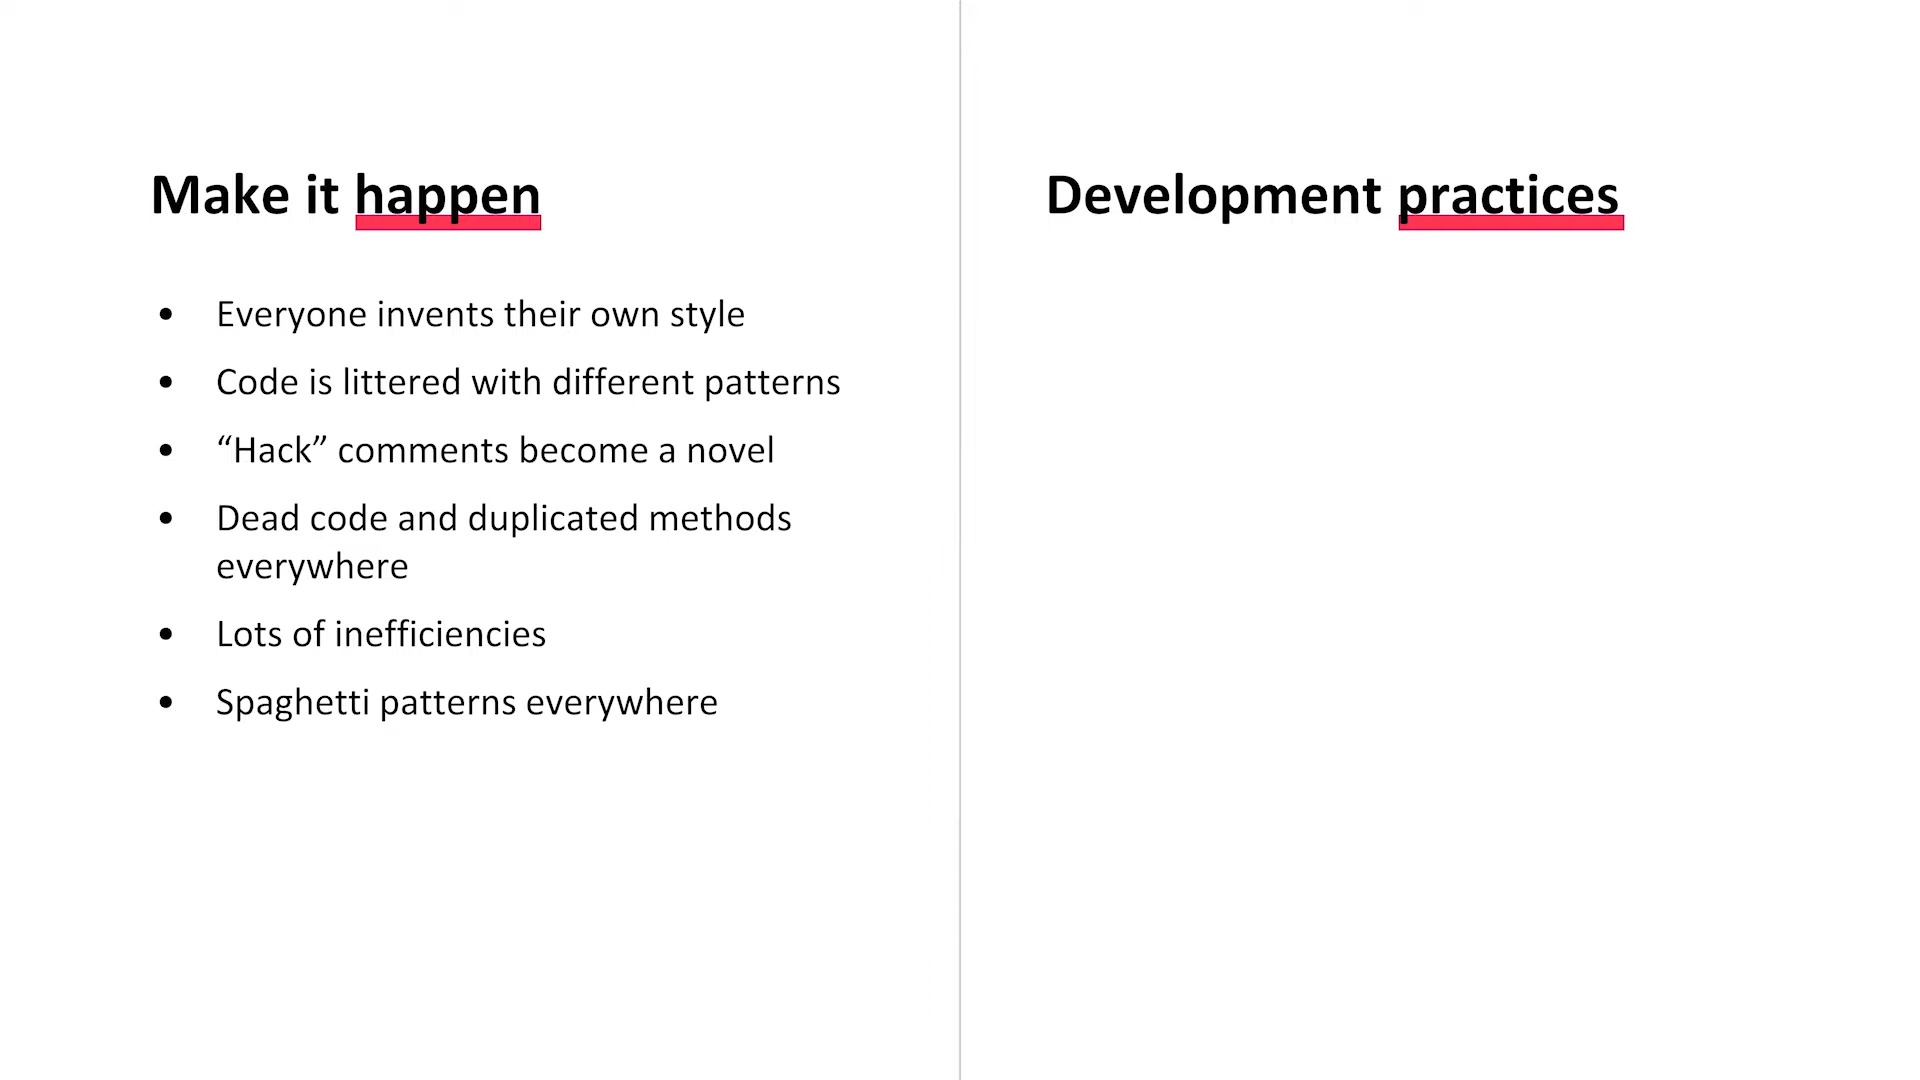 Make it happen
• Everyone invents their own style
• Code is littered with different patterns
• “Hack” comments become a novel
• Dead code and duplicated methods
everywhere
• Lots of inefficiencies
• Spaghetti patterns everywhere
Development practices